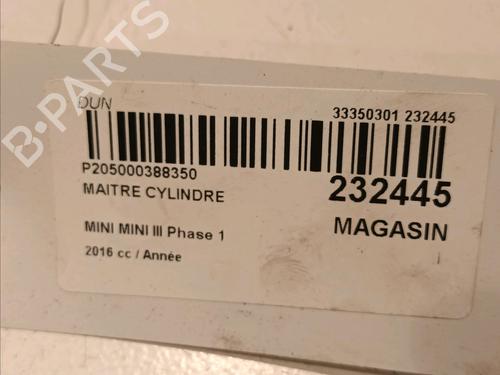 B-PARTS
DUN
33350301 232445
P205000388350
MAITRE CYLINDRE
232445
MINI MINI III Phase 1
MAGASIN
2016 cc / Année